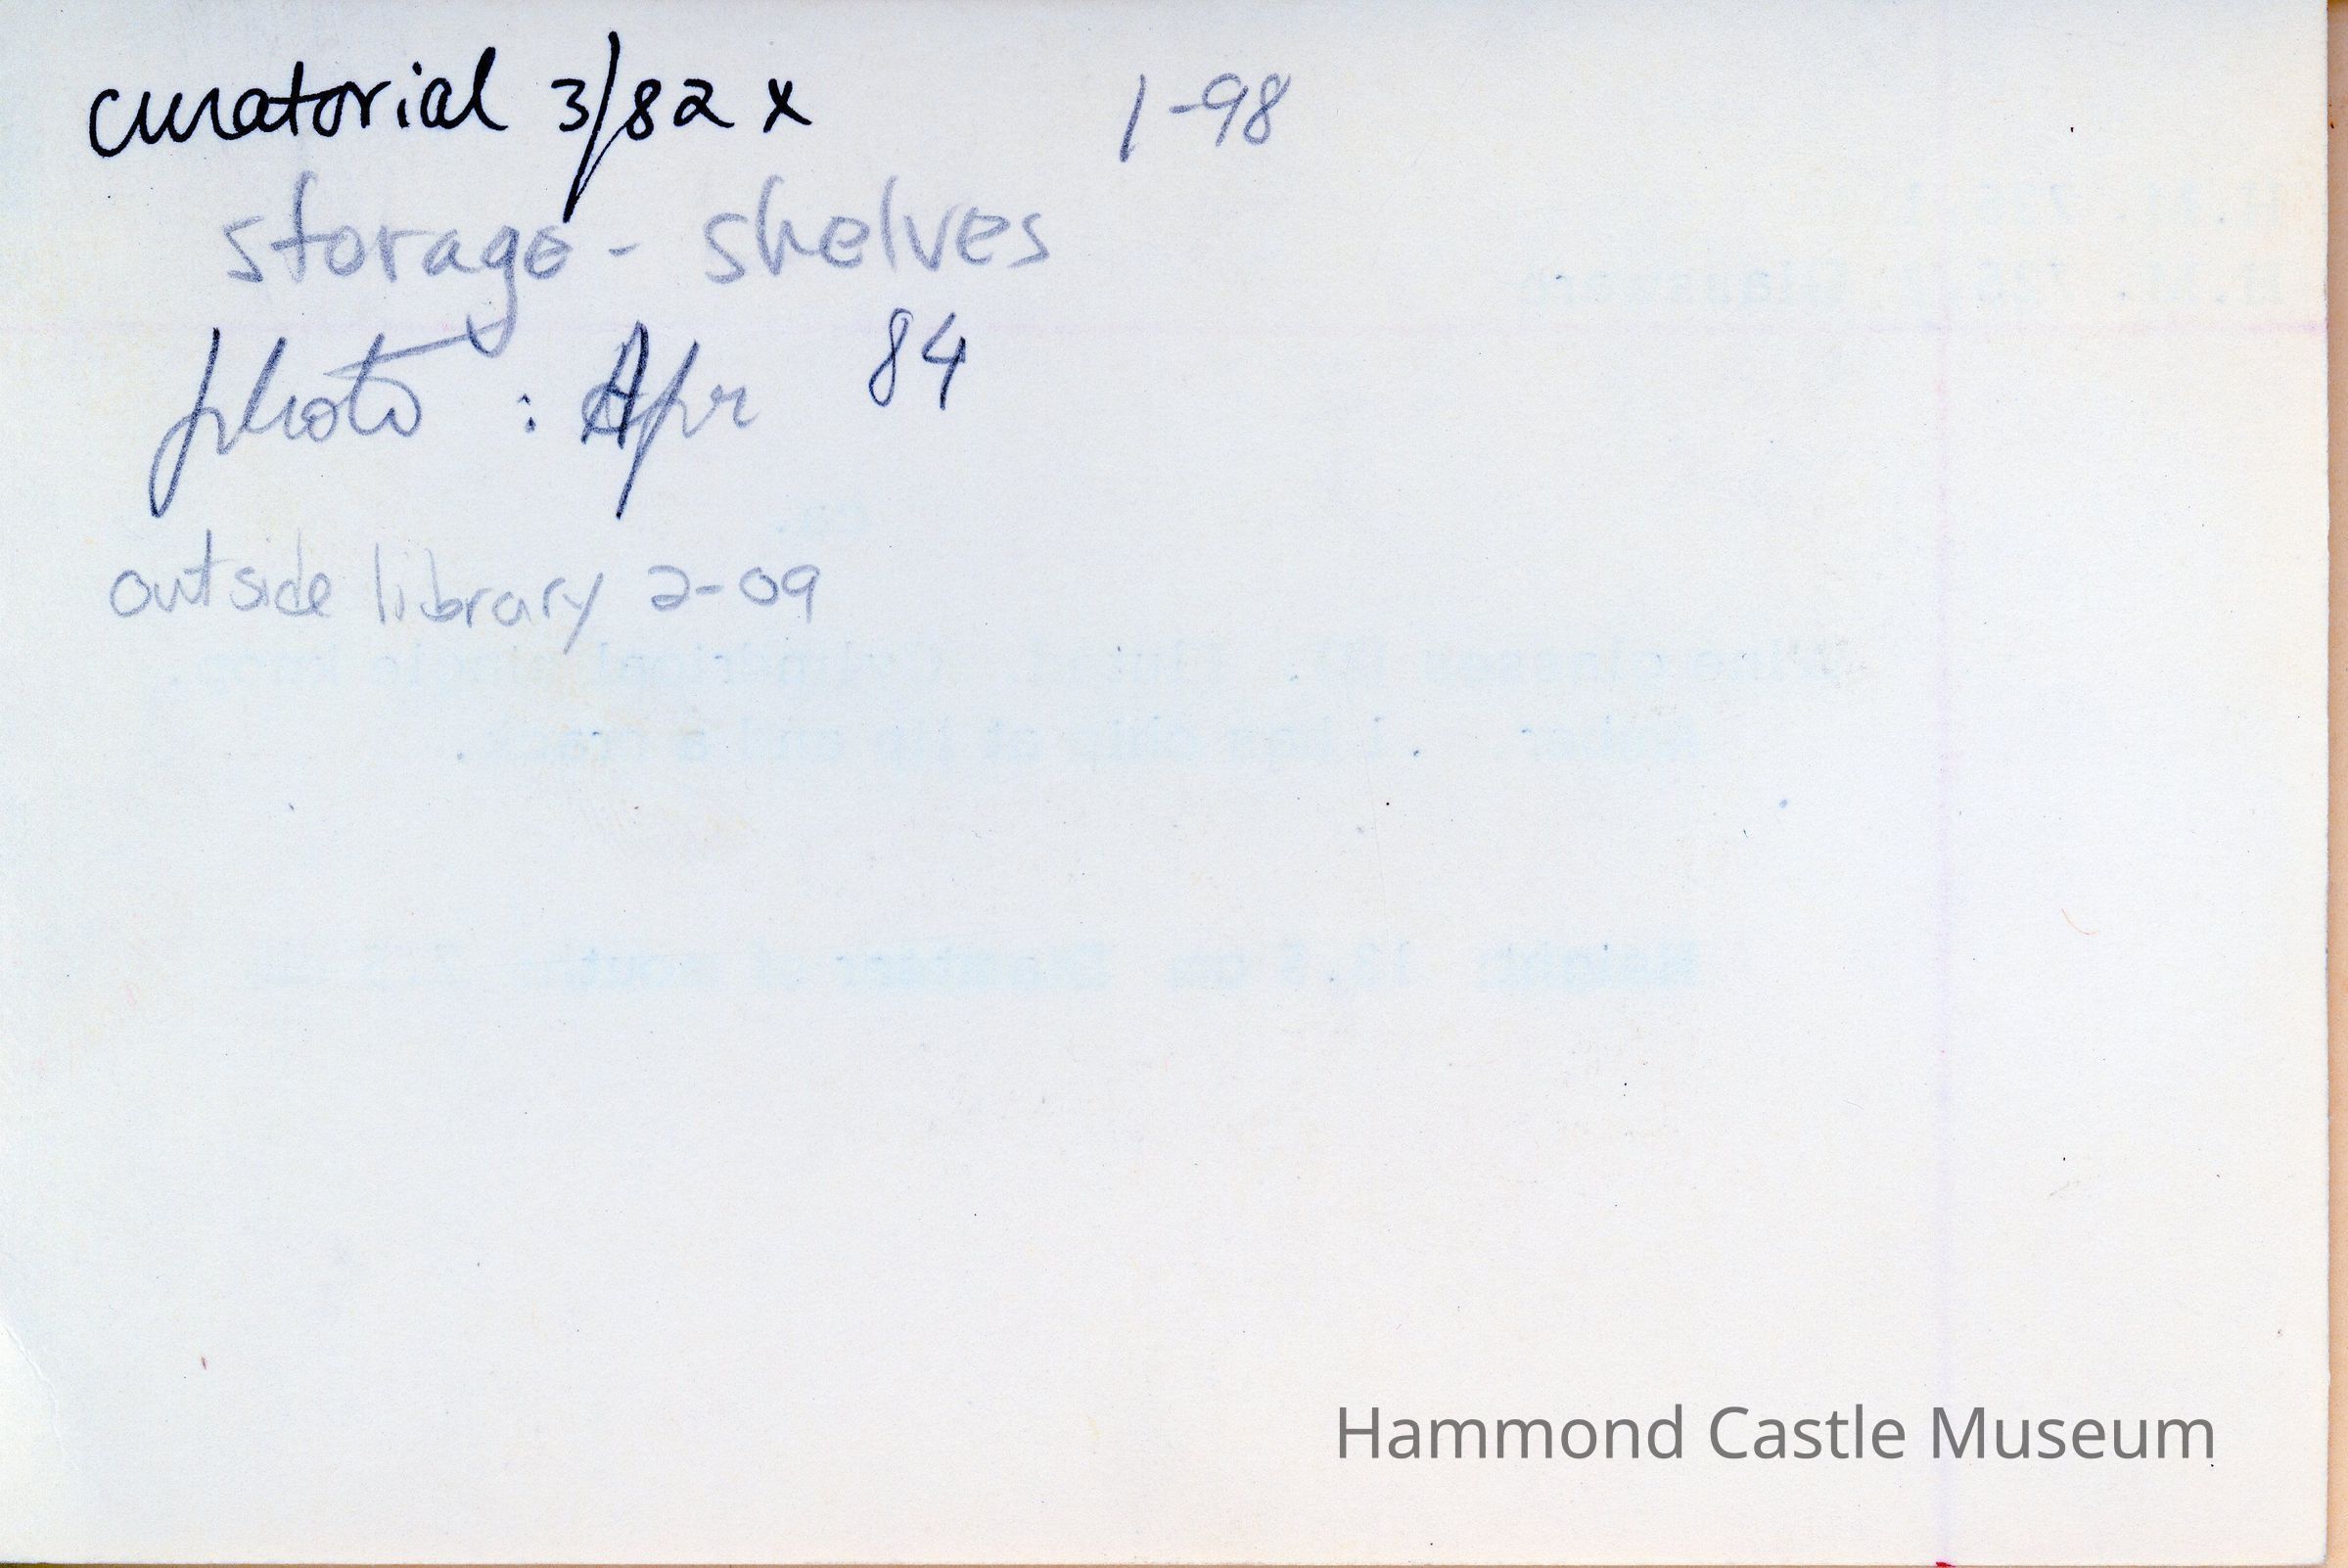 curatorial 3/82 x 1-98
storage - shelves
photo : Apr 84
outside library 2-09
Hammond Castle Museum